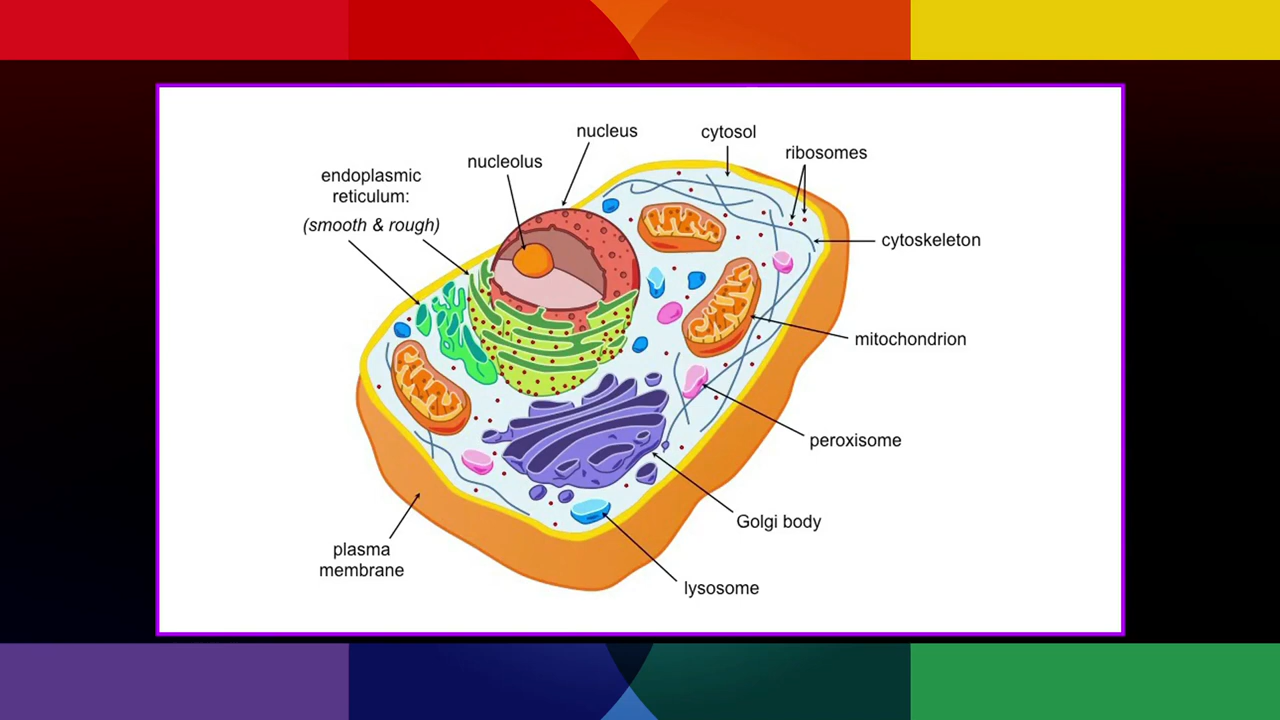 nucleus
cytosol
ribosomes
nucleolus
endoplasmic
reticulum:
(smooth & rough)
cytoskeleton
mitochondrion
peroxisome
Golgi body
plasma
membrane
lysosome